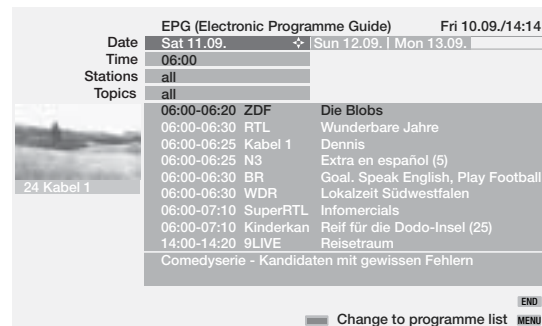 EPG (Electronic Programme Guide) Fri 10.09./14:14
Date Sat 11.09. Sun 12.09. | Mon 13.09.
Time 06:00
Stations all
Topics all
06:00-06:20 ZDF Die Blobs
06:00-06:30 RTL Wunderbare Jahre
06:00-06:25 Kabel 1 Dennis
06:00-06:25 N3 Extra en español (5)
06:00-06:30 BR Goal. Speak English, Play Football
24 Kabel 1
06:00-06:30 WDR Lokalzeit Südwestfalen
06:00-07:10 SuperRTL Infomercials
06:00-07:10 Kinderkan Reif für die Dodo-Insel (25)
14:00-14:20 9LIVE Reisetraum
Comedyserie - Kandidaten mit gewissen Fehlern
END
Change to programme list MENU